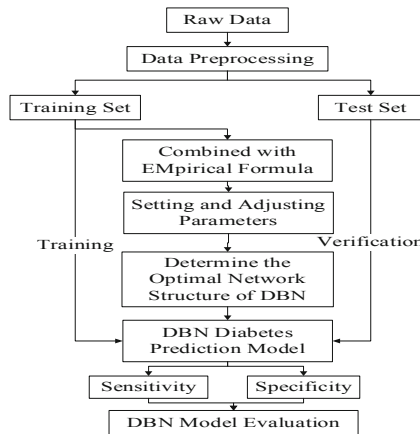 Raw Data
Data Preprocessing
Training Set
Test Set
Combined with
EMpirical Formula
Setting and Adjusting
Parameters
Training
Verification
Determine the
Optimal Network
Structure of DBN
DBN Diabetes
Prediction Model
Sensitivity
Specificity
DBN Model Evaluation